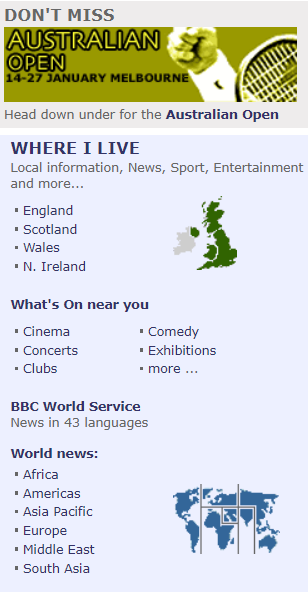 DON'T MISS
AUSTRALIAN
OPEN
14-27 JANUARY MELBOURNE
Head down under for the Australian Open
WHERE I LIVE
Local information, News, Sport, Entertainment
and more...
England
Scotland
Wales
N. Ireland
What's On near you
Cinema
Comedy
Concerts
Exhibitions
Clubs
more ...
BBC World Service
News in 43 languages
World news:
Africa
Americas
Asia Pacific
Europe
Middle East
South Asia